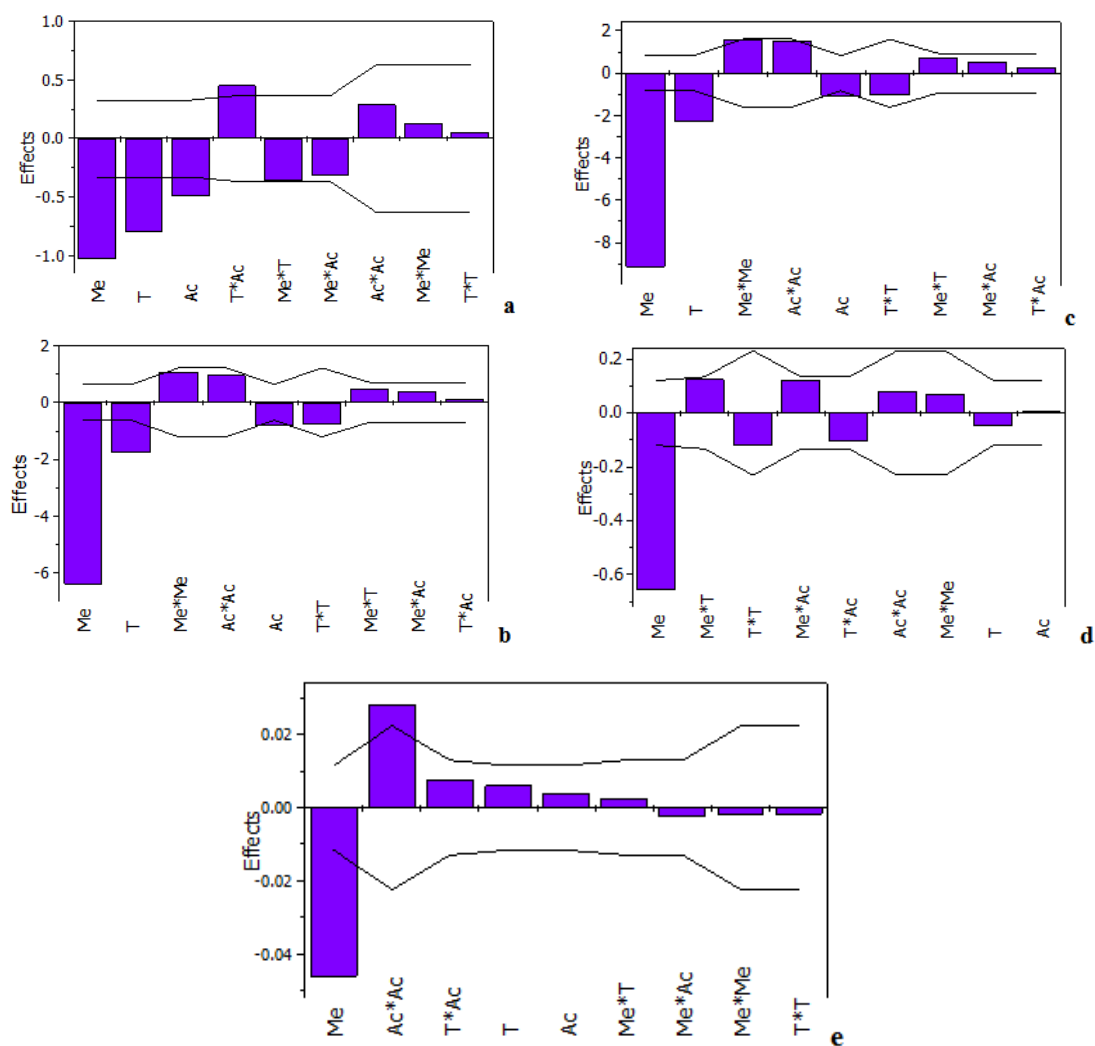 1.0
0.5
0.0
-0.5
-1.0
Effects
Me T Ac T*Ac Me*T Me*Ac Ac*Ac Me*Me T*T
a
2
0
-2
-4
-6
-8
Effects
Me T Me*Me Ac*Ac Ac T*T Me*T Me*Ac T*Ac
c
2
0
-2
-4
-6
Effects
Me T Me*Me Ac*Ac Ac T*T Me*T Me*Ac T*Ac
b
0.2
0.0
-0.2
-0.4
-0.6
Effects
Me Me*T T*T Me*Ac T*Ac Ac*Ac Me*Me T Ac
d
0.02
0.00
-0.02
-0.04
Effects
Me Ac*Ac T*Ac T Ac Me*T Me*Ac Me*Me T*T
e